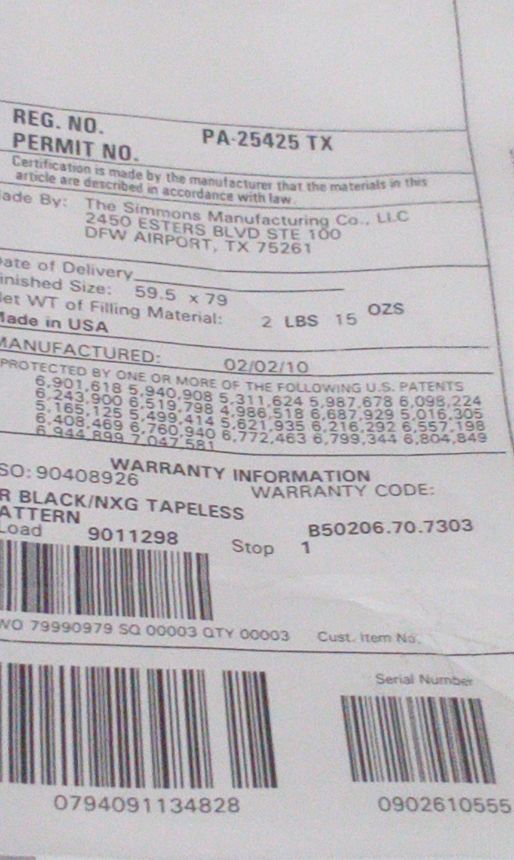 REG. NO.
PERMIT NO.
PA-25425 TX
Certification is made by the manufacturer that the materials in this
article are described in accordance with law.
ade By: The Simmons Manufacturing Co., LLC
2450 ESTERS BLVD STE 100
DFW AIRPORT, TX 75261
ate of Delivery
inished Size: 59.5 x 79
et WT of Filling Material: 2 LBS 15 OZS
Made in USA
MANUFACTURED: 02/02/10
PROTECTED BY ONE OR MORE OF THE FOLLOWING U.S. PATENTS
6,901,618 5,940,908 5,311,624 5,987,678 6,098,224
6,243,900 6,519,798 4,986,518 6,687,929 5,016,305
5,165,125 5,499,414 5,621,935 6,216,292 6,557,198
6,408,469 6,760,940 6,772,463 6,799,344 6,804,849
6,944,899 7,047,581
WARRANTY INFORMATION
SO: 90408926 WARRANTY CODE:
R BLACK/NXG TAPELESS
ATTERN
B50206.70.7303
Load 9011298 Stop 1
WO 79990979 SQ 00003 QTY 00003 Cust. Item No.
Serial Number
0794091134828
0902610555